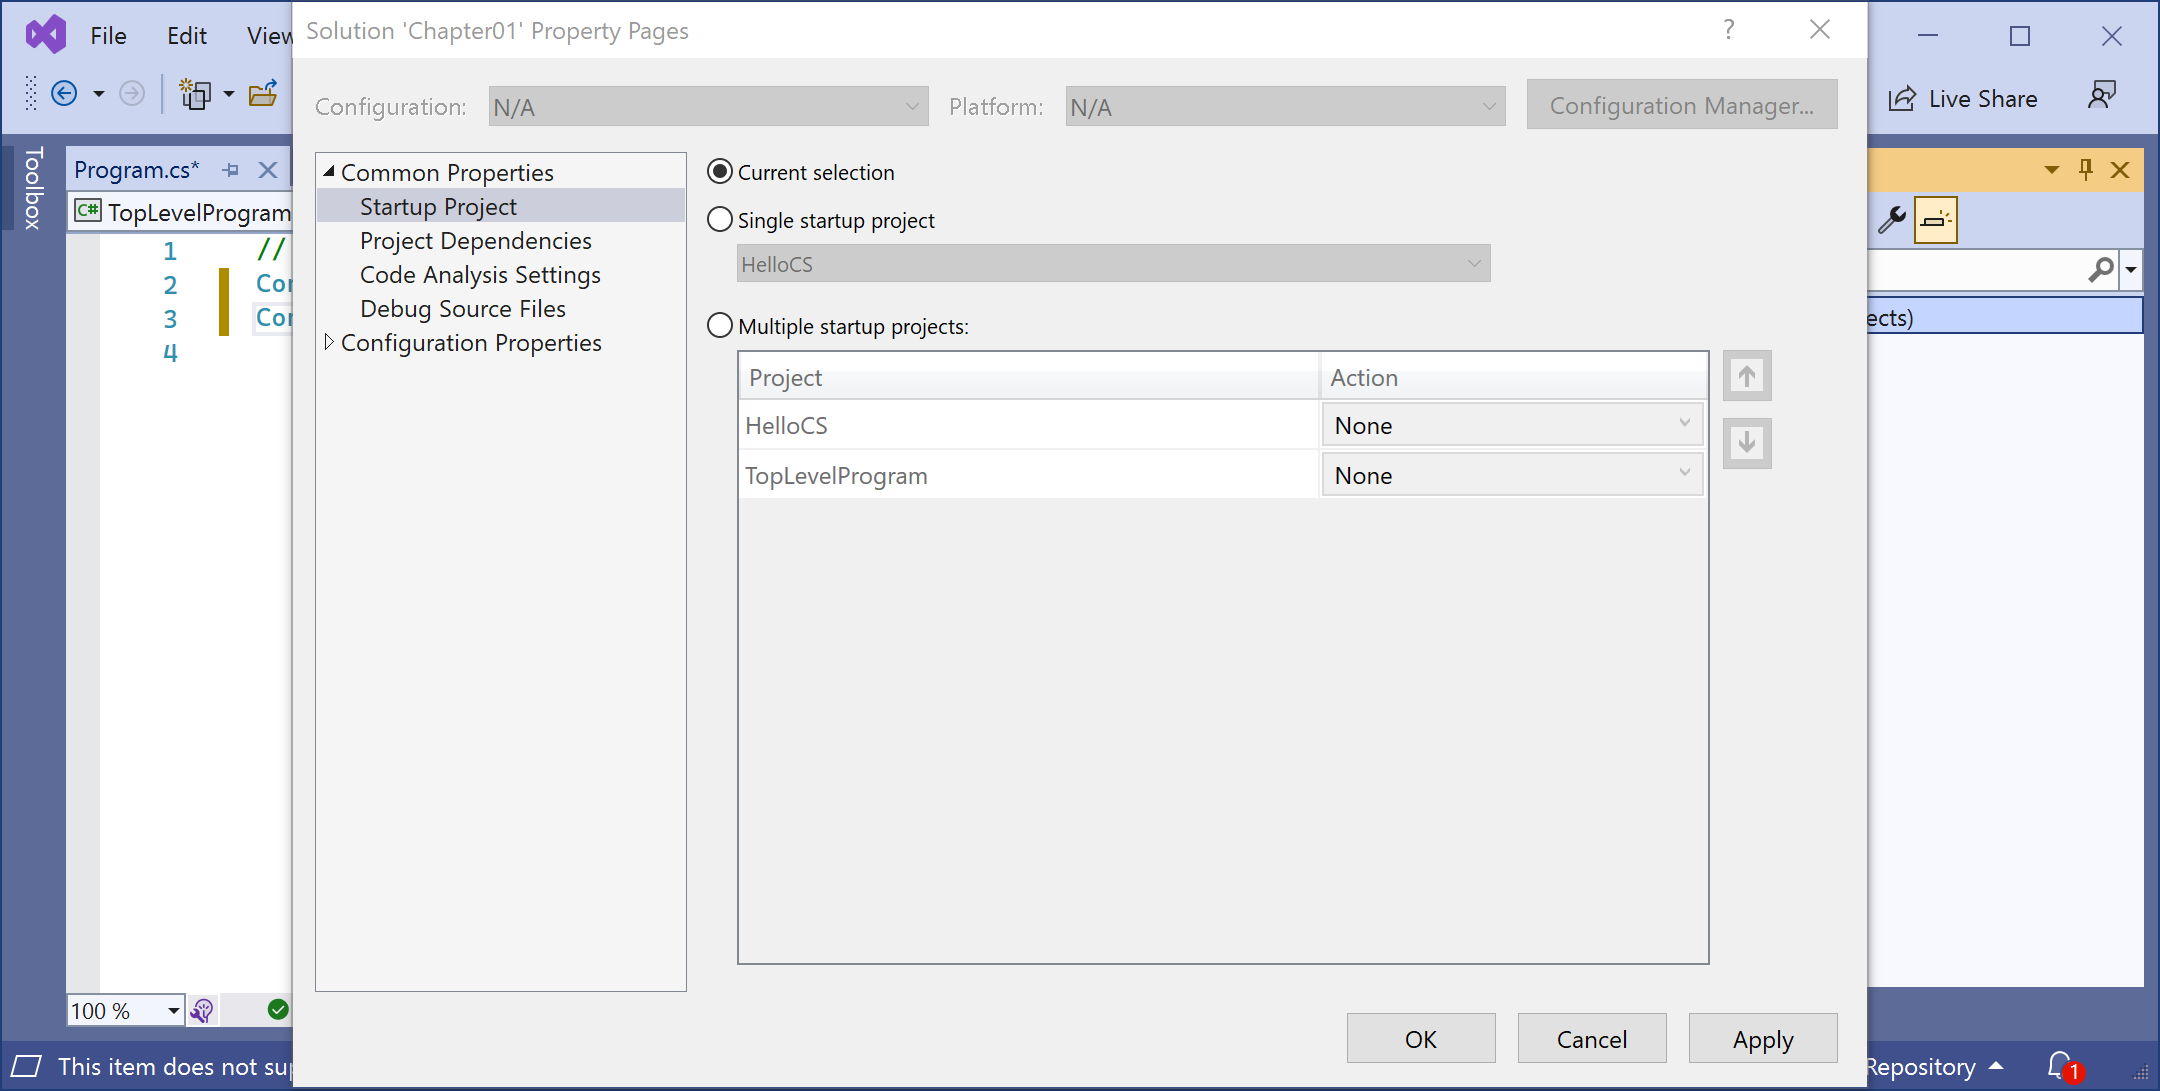 File Edit View
Solution 'Chapter01' Property Pages
?
Live Share
Configuration: N/A Platform: N/A Configuration Manager...
Toolbox
Program.cs*
C# TopLevelProgram
1 //
2 Con
3 Con
4
Common Properties
Startup Project
Project Dependencies
Code Analysis Settings
Debug Source Files
Configuration Properties
Current selection
Single startup project
HelloCS
Multiple startup projects:
Project Action
HelloCS None
TopLevelProgram None
ects)
100 %
OK Cancel Apply
This item does not sup
Repository
1